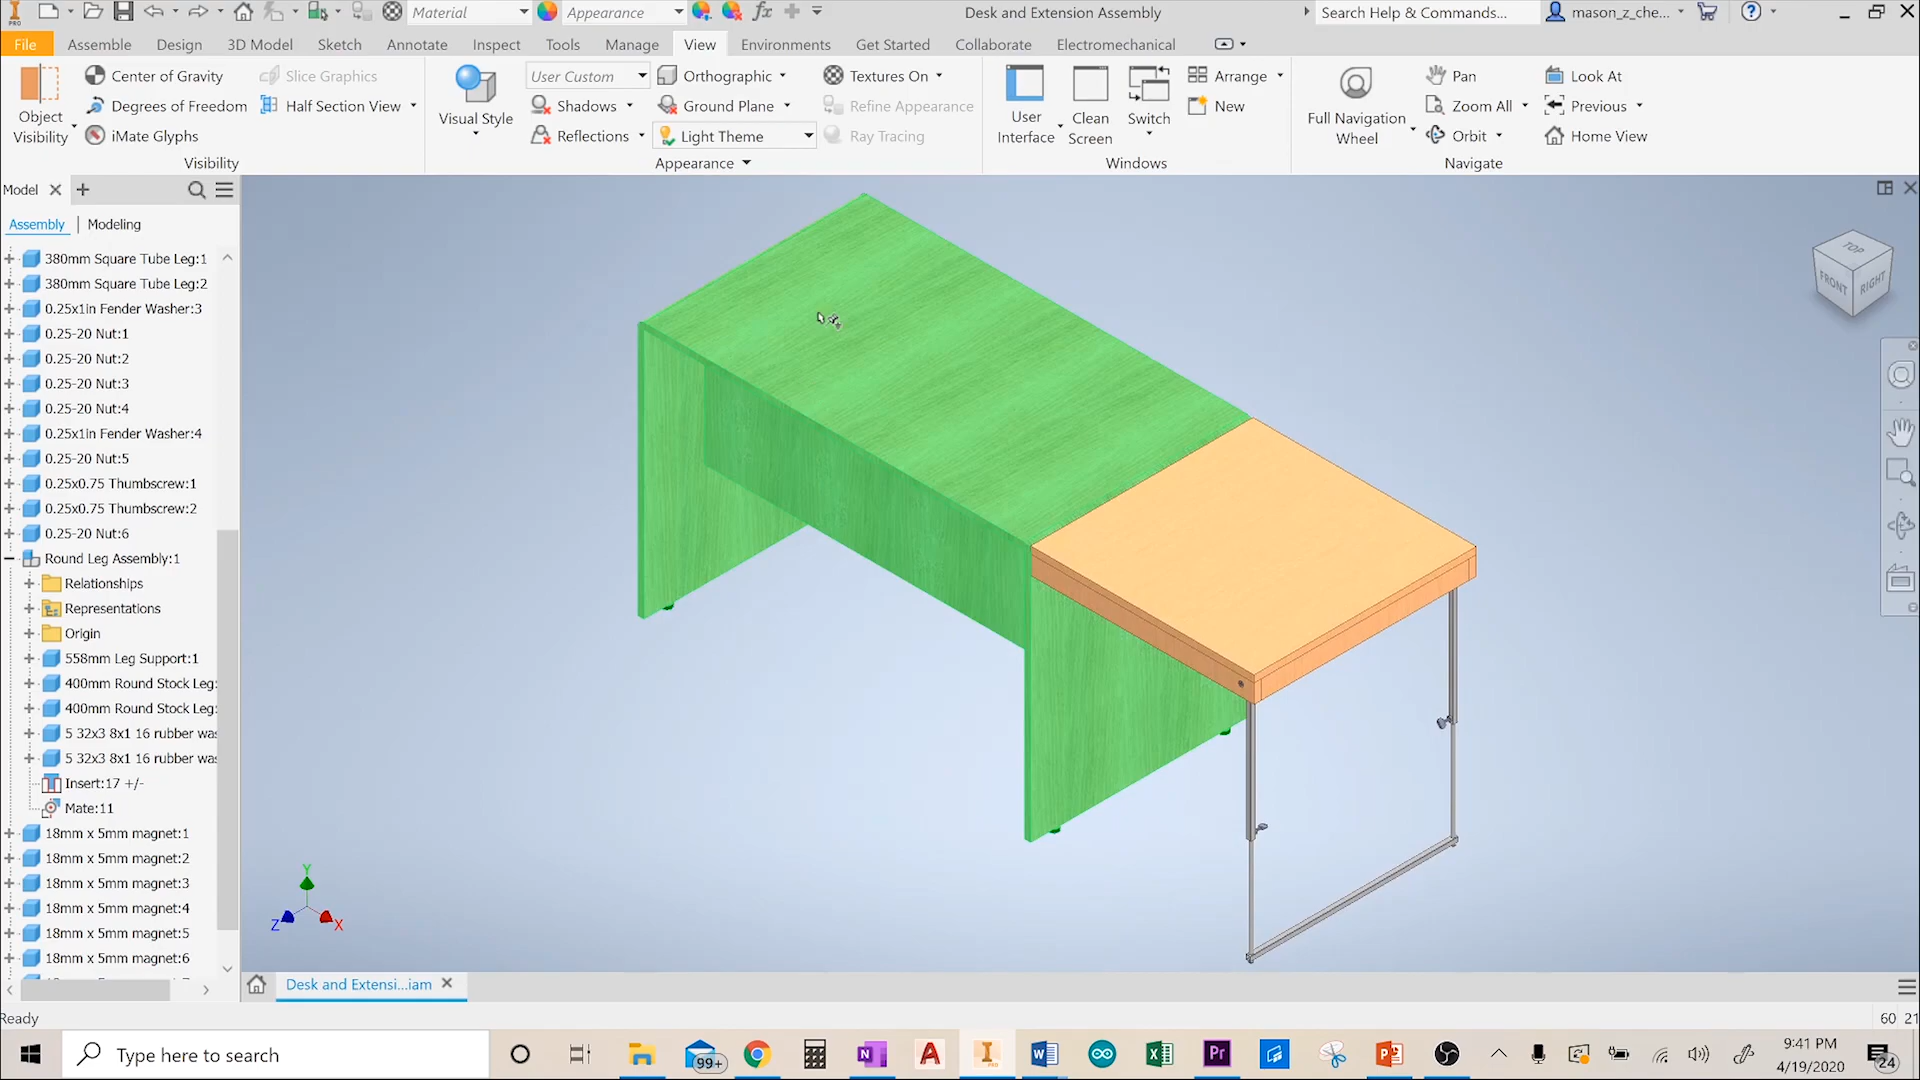 Material
Appearance
fx
Desk and Extension Assembly
Search Help & Commands...
mason_z_che...
PRO
File
Assemble
Design
3D Model
Sketch
Annotate
Inspect
Tools
Manage
View
Environments
Get Started
Collaborate
Electromechanical
Object
Visibility
Center of Gravity
Degrees of Freedom
iMate Glyphs
Slice Graphics
Half Section View
Visibility
Visual Style
User Custom
Shadows
Reflections
Orthographic
Ground Plane
Light Theme
Textures On
Refine Appearance
Ray Tracing
Appearance
User
Interface
Clean
Screen
Switch
Arrange
New
Windows
Full Navigation
Wheel
Pan
Zoom All
Orbit
Look At
Previous
Home View
Navigate
Model
Assembly
Modeling
380mm Square Tube Leg:1
380mm Square Tube Leg:2
0.25x1in Fender Washer:3
0.25-20 Nut:1
0.25-20 Nut:2
0.25-20 Nut:3
0.25-20 Nut:4
0.25x1in Fender Washer:4
0.25-20 Nut:5
0.25x0.75 Thumbscrew:1
0.25x0.75 Thumbscrew:2
0.25-20 Nut:6
Round Leg Assembly:1
Relationships
Representations
Origin
558mm Leg Support:1
400mm Round Stock Leg:
400mm Round Stock Leg:
5 32x3 8x1 16 rubber was
5 32x3 8x1 16 rubber was
Insert:17 +/-
Mate:11
18mm x 5mm magnet:1
18mm x 5mm magnet:2
18mm x 5mm magnet:3
18mm x 5mm magnet:4
18mm x 5mm magnet:5
18mm x 5mm magnet:6
TOP
FRONT
RIGHT
Y
Z
X
Desk and Extensi...iam
Ready
60 21
Type here to search
99+
9:41 PM
4/19/2020
24